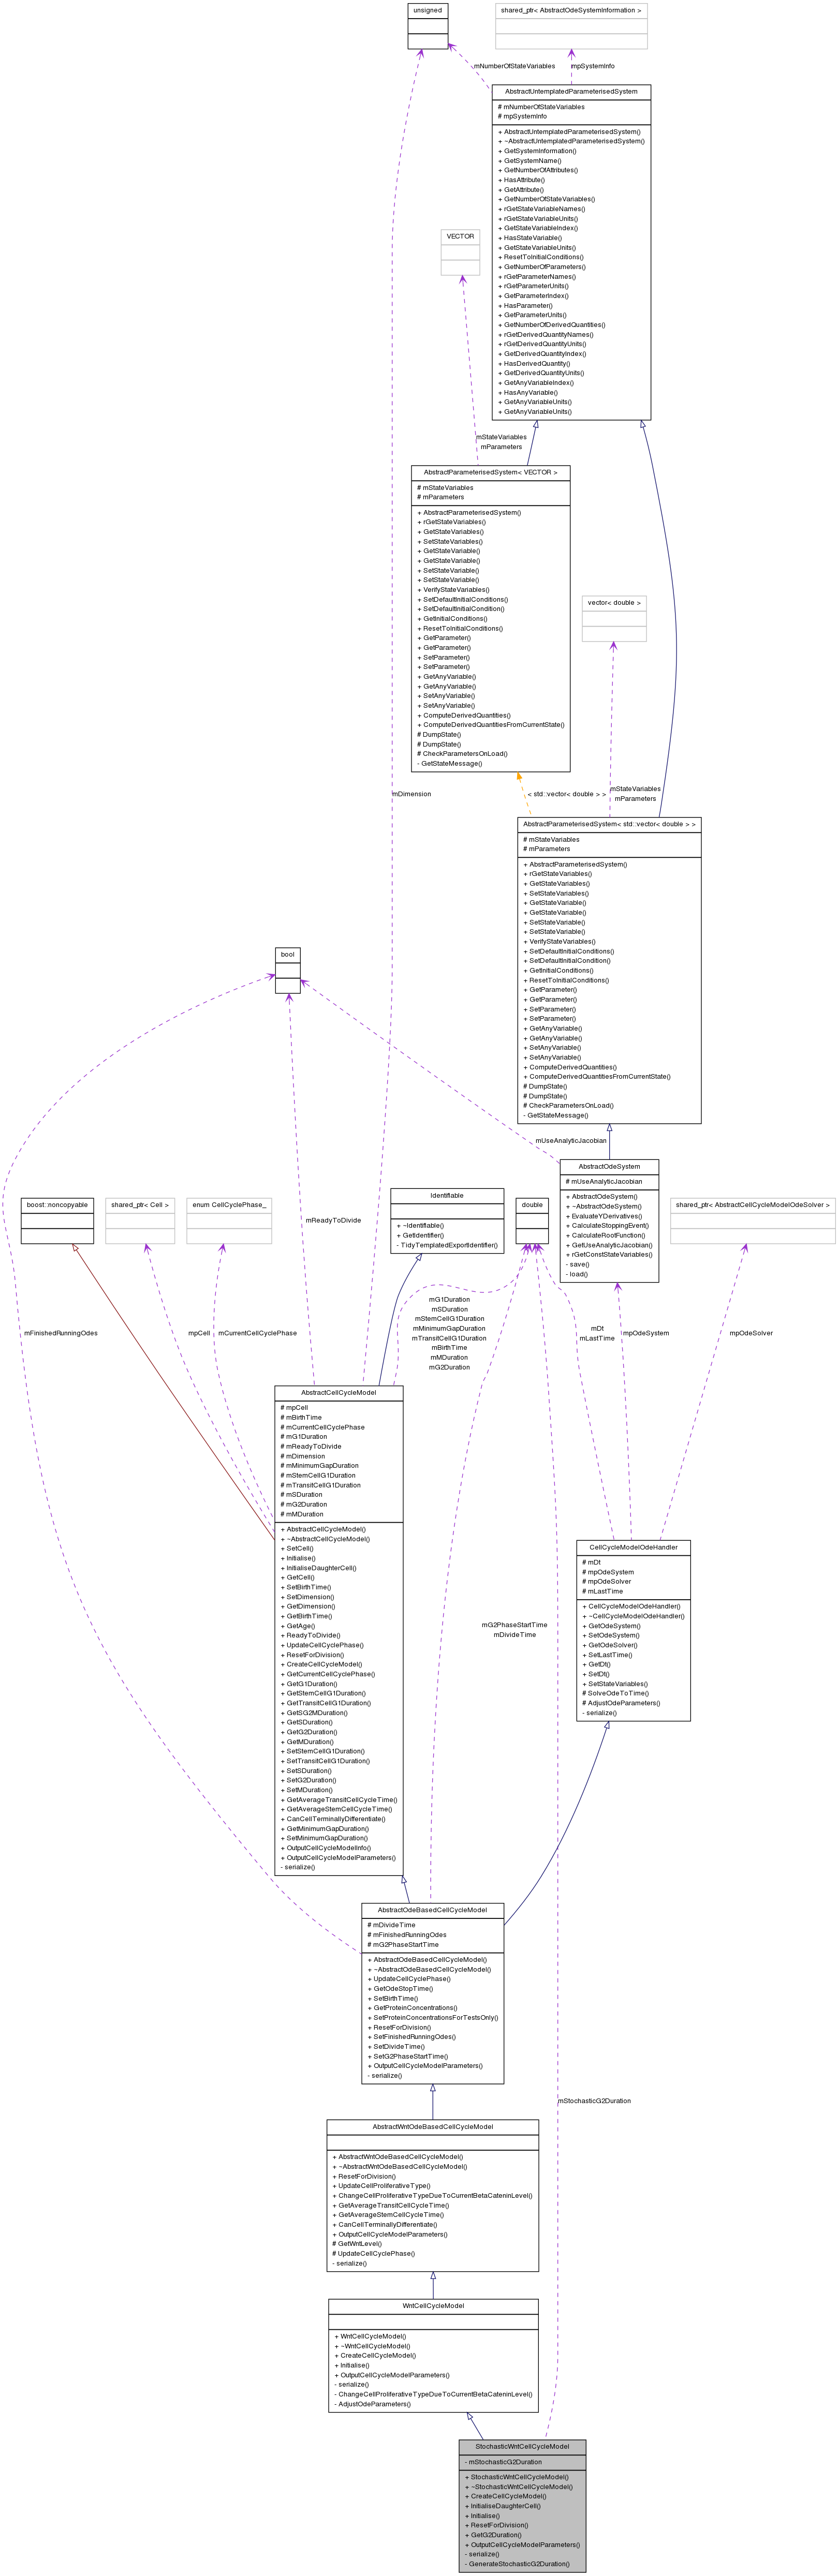 unsigned
shared_ptr< AbstractOdeSystemInformation >
mNumberOfStateVariables
mpSystemInfo
AbstractUntemplatedParameterisedSystem
# mNumberOfStateVariables
# mpSystemInfo
+ AbstractUntemplatedParameterisedSystem()
+ ~AbstractUntemplatedParameterisedSystem()
+ GetSystemInformation()
+ GetSystemName()
+ GetNumberOfAttributes()
+ HasAttribute()
+ GetAttribute()
+ GetNumberOfStateVariables()
+ rGetStateVariableNames()
+ rGetStateVariableUnits()
+ GetStateVariableIndex()
+ HasStateVariable()
+ GetStateVariableUnits()
+ ResetToInitialConditions()
+ GetNumberOfParameters()
+ rGetParameterNames()
+ rGetParameterUnits()
+ GetParameterIndex()
+ HasParameter()
+ GetParameterUnits()
+ GetNumberOfDerivedQuantities()
+ rGetDerivedQuantityNames()
+ rGetDerivedQuantityUnits()
+ GetDerivedQuantityIndex()
+ HasDerivedQuantity()
+ GetDerivedQuantityUnits()
+ GetAnyVariableIndex()
+ HasAnyVariable()
+ GetAnyVariableUnits()
+ GetAnyVariableUnits()
VECTOR
mStateVariables
mParameters
AbstractParameterisedSystem< VECTOR >
# mStateVariables
# mParameters
+ AbstractParameterisedSystem()
+ rGetStateVariables()
+ GetStateVariables()
+ SetStateVariables()
+ GetStateVariable()
+ GetStateVariable()
+ SetStateVariable()
+ SetStateVariable()
+ VerifyStateVariables()
+ SetDefaultInitialConditions()
+ SetDefaultInitialCondition()
+ GetInitialConditions()
+ ResetToInitialConditions()
+ GetParameter()
+ GetParameter()
+ SetParameter()
+ SetParameter()
+ GetAnyVariable()
+ GetAnyVariable()
+ SetAnyVariable()
+ SetAnyVariable()
+ ComputeDerivedQuantities()
+ ComputeDerivedQuantitiesFromCurrentState()
# DumpState()
# DumpState()
# CheckParametersOnLoad()
- GetStateMessage()
vector< double >
mDimension
< std::vector< double > >
mStateVariables
mParameters
AbstractParameterisedSystem< std::vector< double > >
# mStateVariables
# mParameters
+ AbstractParameterisedSystem()
+ rGetStateVariables()
+ GetStateVariables()
+ SetStateVariables()
+ GetStateVariable()
+ GetStateVariable()
+ SetStateVariable()
+ SetStateVariable()
+ VerifyStateVariables()
+ SetDefaultInitialConditions()
+ SetDefaultInitialCondition()
+ GetInitialConditions()
+ ResetToInitialConditions()
+ GetParameter()
+ GetParameter()
+ SetParameter()
+ SetParameter()
+ GetAnyVariable()
+ GetAnyVariable()
+ SetAnyVariable()
+ SetAnyVariable()
+ ComputeDerivedQuantities()
+ ComputeDerivedQuantitiesFromCurrentState()
# DumpState()
# DumpState()
# CheckParametersOnLoad()
- GetStateMessage()
bool
mUseAnalyticJacobian
AbstractOdeSystem
# mUseAnalyticJacobian
+ AbstractOdeSystem()
+ ~AbstractOdeSystem()
+ EvaluateYDerivatives()
+ CalculateStoppingEvent()
+ CalculateRootFunction()
+ GetUseAnalyticJacobian()
+ rGetConstStateVariables()
- save()
- load()
mReadyToDivide
boost::noncopyable
shared_ptr< Cell >
enum CellCyclePhase_
Identifiable
+ ~Identifiable()
+ GetIdentifier()
- TidyTemplatedExportIdentifier()
double
shared_ptr< AbstractCellCycleModelOdeSolver >
mFinishedRunningOdes
mpCell
mCurrentCellCyclePhase
mG1Duration
mSDuration
mStemCellG1Duration
mMinimumGapDuration
mTransitCellG1Duration
mBirthTime
mMDuration
mG2Duration
mDt
mLastTime
mpOdeSystem
mpOdeSolver
AbstractCellCycleModel
# mpCell
# mBirthTime
# mCurrentCellCyclePhase
# mG1Duration
# mReadyToDivide
# mDimension
# mMinimumGapDuration
# mStemCellG1Duration
# mTransitCellG1Duration
# mSDuration
# mG2Duration
# mMDuration
+ AbstractCellCycleModel()
+ ~AbstractCellCycleModel()
+ SetCell()
+ Initialise()
+ InitialiseDaughterCell()
+ GetCell()
+ SetBirthTime()
+ SetDimension()
+ GetDimension()
+ GetBirthTime()
+ GetAge()
+ ReadyToDivide()
+ UpdateCellCyclePhase()
+ ResetForDivision()
+ CreateCellCycleModel()
+ GetCurrentCellCyclePhase()
+ GetG1Duration()
+ GetStemCellG1Duration()
+ GetTransitCellG1Duration()
+ GetSG2MDuration()
+ GetSDuration()
+ GetG2Duration()
+ GetMDuration()
+ SetStemCellG1Duration()
+ SetTransitCellG1Duration()
+ SetSDuration()
+ SetG2Duration()
+ SetMDuration()
+ GetAverageTransitCellCycleTime()
+ GetAverageStemCellCycleTime()
+ CanCellTerminallyDifferentiate()
+ GetMinimumGapDuration()
+ SetMinimumGapDuration()
+ OutputCellCycleModelInfo()
+ OutputCellCycleModelParameters()
- serialize()
CellCycleModelOdeHandler
# mDt
# mpOdeSystem
# mpOdeSolver
# mLastTime
+ CellCycleModelOdeHandler()
+ ~CellCycleModelOdeHandler()
+ GetOdeSystem()
+ SetOdeSystem()
+ GetOdeSolver()
+ SetLastTime()
+ GetDt()
+ SetDt()
+ SetStateVariables()
# SolveOdeToTime()
# AdjustOdeParameters()
- serialize()
mG2PhaseStartTime
mDivideTime
AbstractOdeBasedCellCycleModel
# mDivideTime
# mFinishedRunningOdes
# mG2PhaseStartTime
+ AbstractOdeBasedCellCycleModel()
+ ~AbstractOdeBasedCellCycleModel()
+ UpdateCellCyclePhase()
+ GetOdeStopTime()
+ SetBirthTime()
+ GetProteinConcentrations()
+ SetProteinConcentrationsForTestsOnly()
+ ResetForDivision()
+ SetFinishedRunningOdes()
+ SetDivideTime()
+ SetG2PhaseStartTime()
+ OutputCellCycleModelParameters()
- serialize()
mStochasticG2Duration
AbstractWntOdeBasedCellCycleModel
+ AbstractWntOdeBasedCellCycleModel()
+ ~AbstractWntOdeBasedCellCycleModel()
+ ResetForDivision()
+ UpdateCellProliferativeType()
+ ChangeCellProliferativeTypeDueToCurrentBetaCateninLevel()
+ GetAverageTransitCellCycleTime()
+ GetAverageStemCellCycleTime()
+ CanCellTerminallyDifferentiate()
+ OutputCellCycleModelParameters()
# GetWntLevel()
# UpdateCellCyclePhase()
- serialize()
WntCellCycleModel
+ WntCellCycleModel()
+ ~WntCellCycleModel()
+ CreateCellCycleModel()
+ Initialise()
+ OutputCellCycleModelParameters()
- serialize()
- ChangeCellProliferativeTypeDueToCurrentBetaCateninLevel()
- AdjustOdeParameters()
StochasticWntCellCycleModel
- mStochasticG2Duration
+ StochasticWntCellCycleModel()
+ ~StochasticWntCellCycleModel()
+ CreateCellCycleModel()
+ InitialiseDaughterCell()
+ Initialise()
+ ResetForDivision()
+ GetG2Duration()
+ OutputCellCycleModelParameters()
- serialize()
- GenerateStochasticG2Duration()